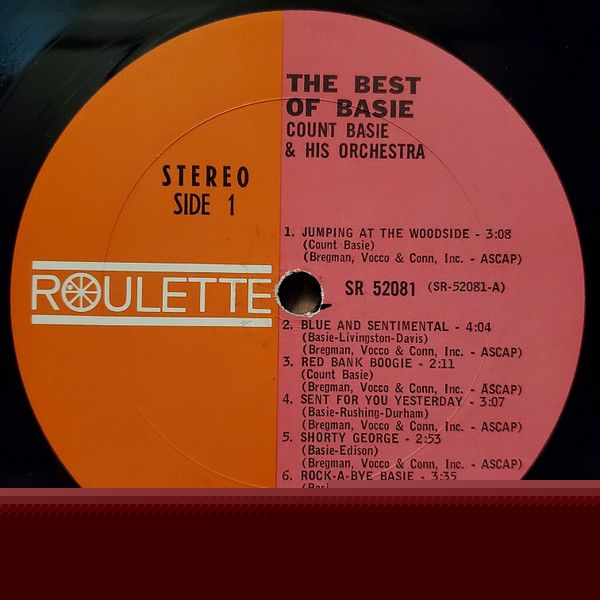 THE BEST
OF BASIE
COUNT BASIE
& HIS ORCHESTRA
STEREO
SIDE 1
1. JUMPING AT THE WOODSIDE - 3:08
(Count Basie)
(Bregman, Vocco & Conn, Inc. - ASCAP)
ROULETTE
SR 52081 (SR-52081-A)
2. BLUE AND SENTIMENTAL - 4:04
(Basie-Livingston-Davis)
(Bregman, Vocco & Conn, Inc. - ASCAP)
3. RED BANK BOOGIE - 2:11
(Count Basie)
(Bregman, Vocco & Conn, Inc. - ASCAP)
4. SENT FOR YOU YESTERDAY - 3:07
(Basie-Rushing-Durham)
(Bregman, Vocco & Conn, Inc. - ASCAP)
5. SHORTY GEORGE - 2:53
(Basie-Edison)
(Bregman, Vocco & Conn, Inc. - ASCAP)
6. ROCK-A-BYE BASIE - 3:35